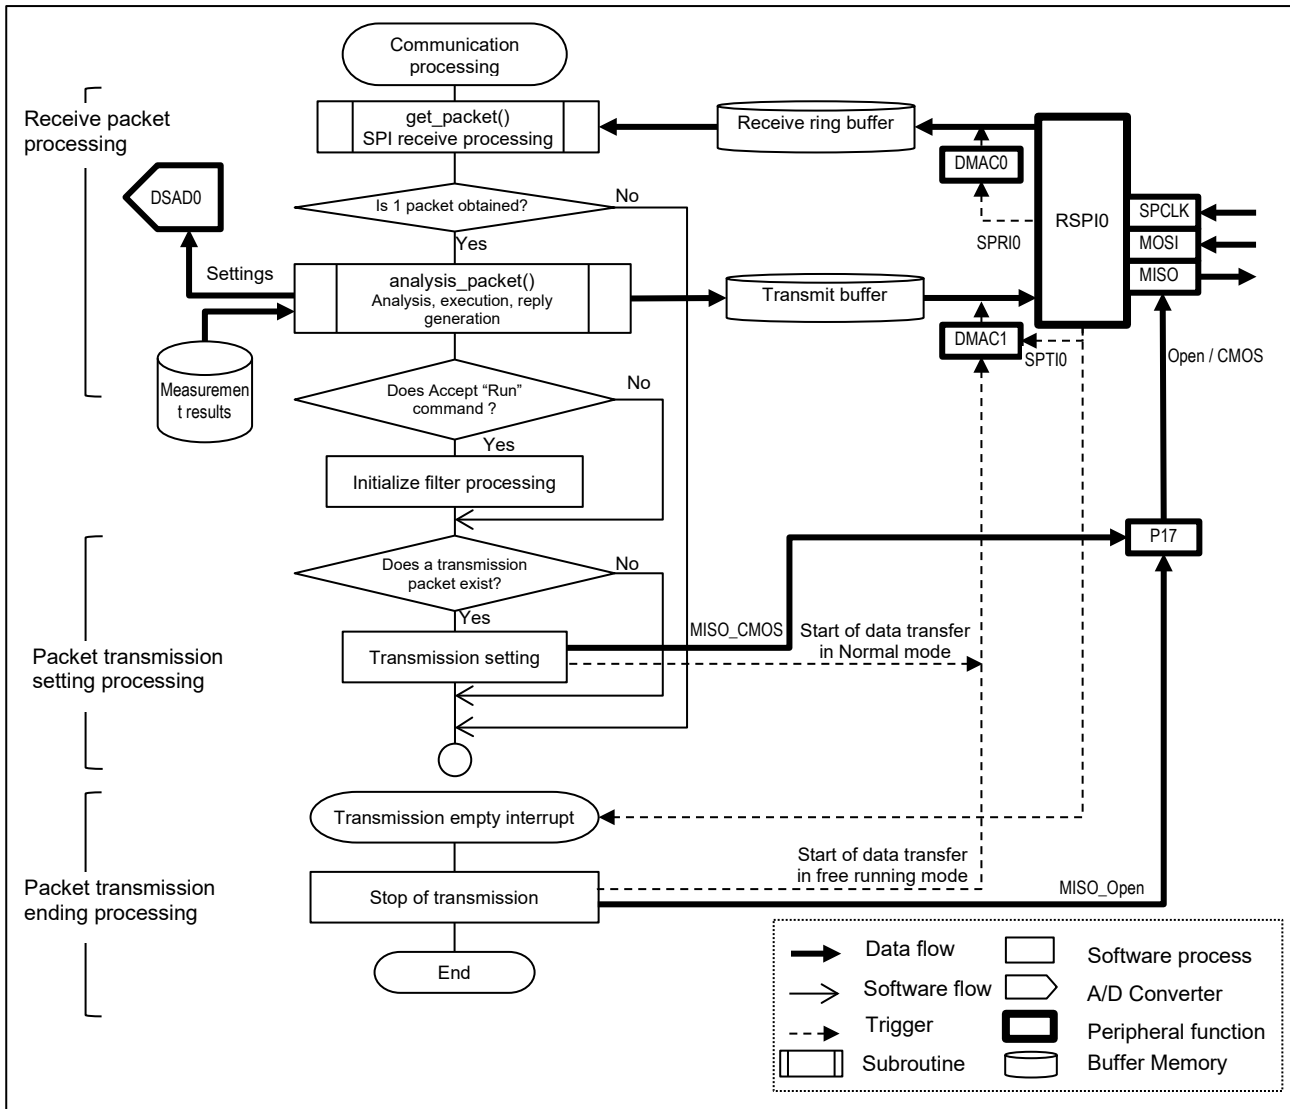 Communication
processing
Receive packet
processing
get_packet()
SPI receive processing
Receive ring buffer
DMAC0
RSPI0
DSAD0
Is 1 packet obtained?
No
SPRI0
SPCLK
MOSI
MISO
Yes
Settings
analysis_packet()
Analysis, execution, reply
generation
Transmit buffer
DMAC1
SPTI0
Open / CMOS
Measuremen
t results
Does Accept “Run”
command ?
No
Yes
Initialize filter processing
P17
Does a transmission
packet exist?
No
Yes
MISO_CMOS
Start of data transfer
in Normal mode
Packet transmission
setting processing
Transmission setting
Transmission empty interrupt
Start of data transfer
in free running mode
Packet transmission
ending processing
Stop of transmission
MISO_Open
End
Data flow
Software process
Software flow
A/D Converter
Trigger
Peripheral function
Subroutine
Buffer Memory